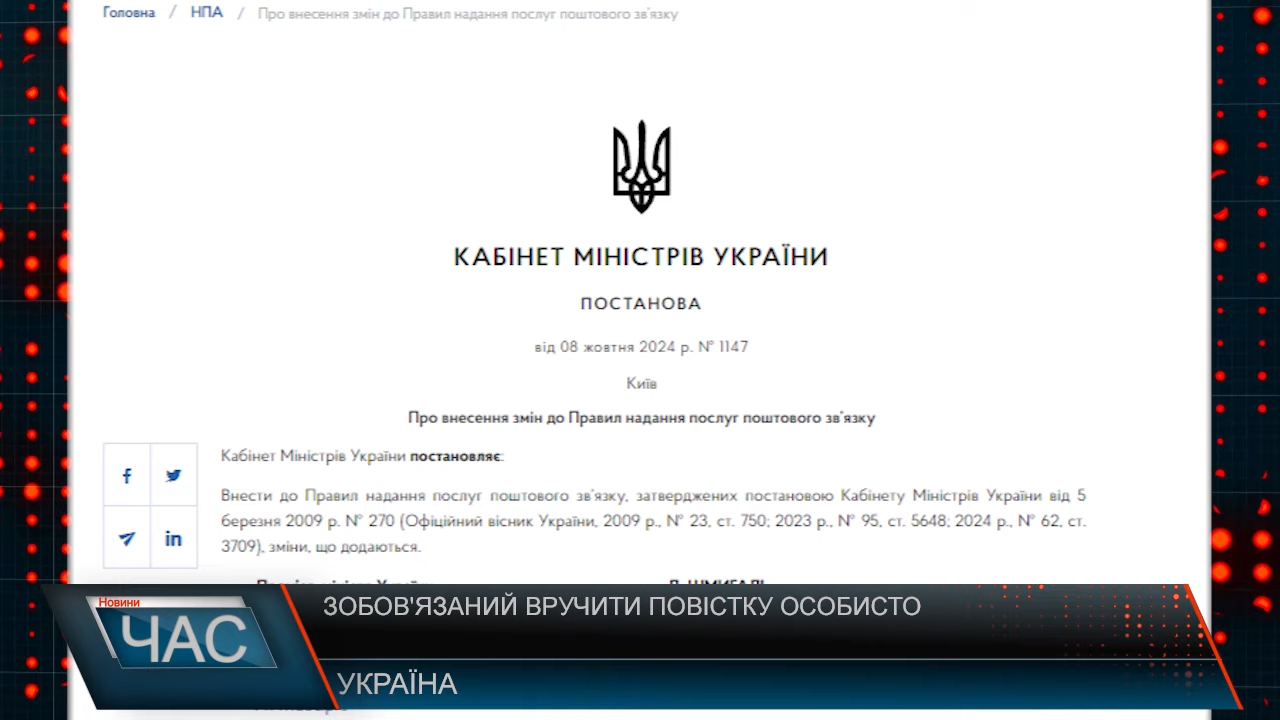 Головна / НПА / Про внесення змін до Правил надання послуг поштового зв'язку
КАБІНЕТ МІНІСТРІВ УКРАЇНИ
ПОСТАНОВА
від 08 жовтня 2024 р. № 1147
Київ
Про внесення змін до Правил надання послуг поштового зв'язку
Кабінет Міністрів України постановляє:
Внести до Правил надання послуг поштового зв'язку, затверджених постановою Кабінету Міністрів України від 5
березня 2009 р. № 270 (Офіційний вісник України, 2009 р., № 23, ст. 750; 2023 р., № 95, ст. 5648; 2024 р., № 62, ст.
3709), зміни, що додаються.
Новини
ЧАС
ЗОБОВ'ЯЗАНИЙ ВРУЧИТИ ПОВІСТКУ ОСОБИСТО
УКРАЇНА